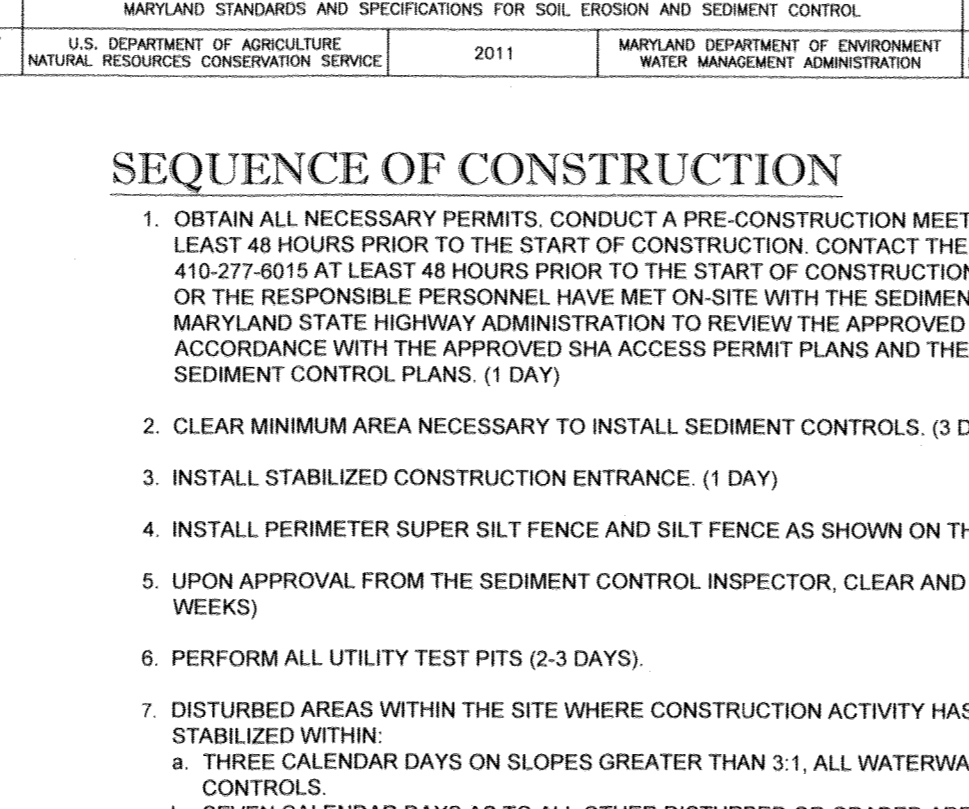 MARYLAND STANDARDS AND SPECIFICATIONS FOR SOIL EROSION AND SEDIMENT CONTROL
U.S. DEPARTMENT OF AGRICULTURE
NATURAL RESOURCES CONSERVATION SERVICE
2011
MARYLAND DEPARTMENT OF ENVIRONMENT
WATER MANAGEMENT ADMINISTRATION
SEQUENCE OF CONSTRUCTION
1. OBTAIN ALL NECESSARY PERMITS. CONDUCT A PRE-CONSTRUCTION MEET
LEAST 48 HOURS PRIOR TO THE START OF CONSTRUCTION. CONTACT THE
410-277-6015 AT LEAST 48 HOURS PRIOR TO THE START OF CONSTRUCTION
OR THE RESPONSIBLE PERSONNEL HAVE MET ON-SITE WITH THE SEDIMEN
MARYLAND STATE HIGHWAY ADMINISTRATION TO REVIEW THE APPROVED
ACCORDANCE WITH THE APPROVED SHA ACCESS PERMIT PLANS AND THE
SEDIMENT CONTROL PLANS. (1 DAY)
2. CLEAR MINIMUM AREA NECESSARY TO INSTALL SEDIMENT CONTROLS. (3 D
3. INSTALL STABILIZED CONSTRUCTION ENTRANCE. (1 DAY)
4. INSTALL PERIMETER SUPER SILT FENCE AND SILT FENCE AS SHOWN ON TH
5. UPON APPROVAL FROM THE SEDIMENT CONTROL INSPECTOR, CLEAR AND
WEEKS)
6. PERFORM ALL UTILITY TEST PITS (2-3 DAYS).
7. DISTURBED AREAS WITHIN THE SITE WHERE CONSTRUCTION ACTIVITY HAS
STABILIZED WITHIN:
a. THREE CALENDAR DAYS ON SLOPES GREATER THAN 3:1, ALL WATERWA
CONTROLS.